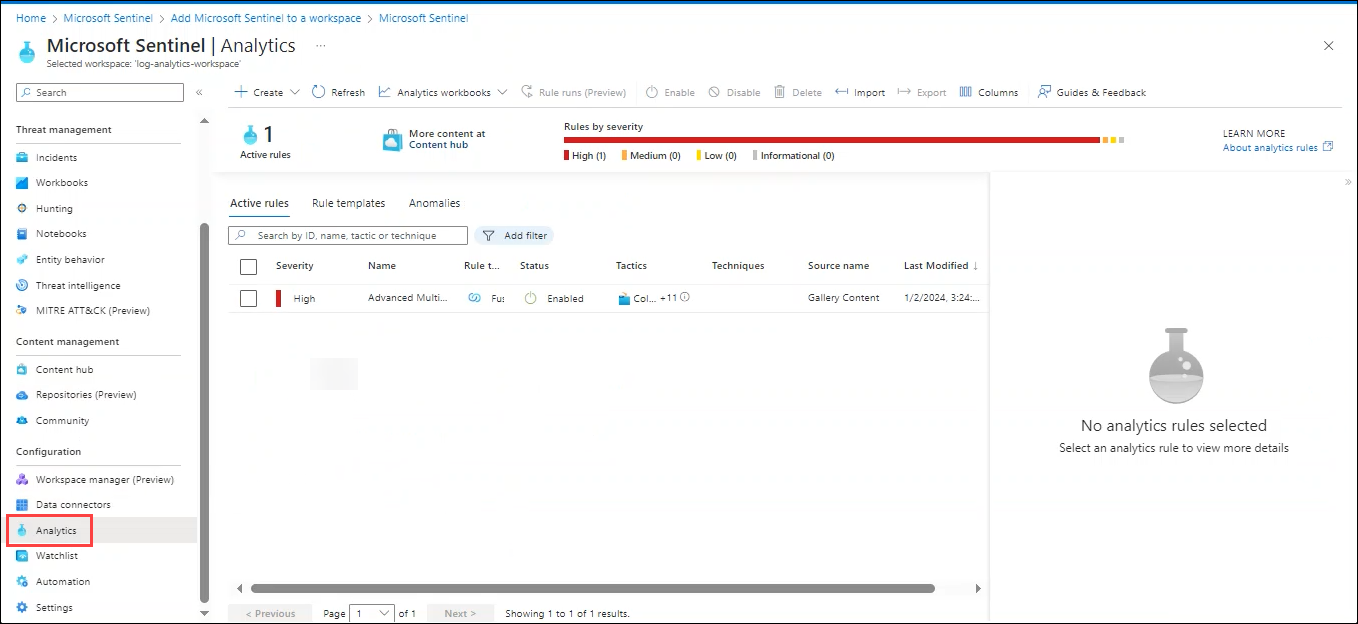 Home > Microsoft Sentinel > Add Microsoft Sentinel to a workspace > Microsoft Sentinel
Microsoft Sentinel | Analytics ...
Selected workspace: 'log-analytics-workspace'
Search «
Create Refresh Analytics workbooks Rule runs (Preview) Enable Disable Delete Import Export Columns Guides & Feedback
Threat management
Incidents
Workbooks
Hunting
Notebooks
Entity behavior
Threat intelligence
MITRE ATT&CK (Preview)
Content management
Content hub
Repositories (Preview)
Community
Configuration
Workspace manager (Preview)
Data connectors
Analytics
Watchlist
Automation
Settings
1
Active rules
More content at
Content hub
Rules by severity
High (1) Medium (0) Low (0) Informational (0)
LEARN MORE
About analytics rules
Active rules Rule templates Anomalies
Search by ID, name, tactic or technique Add filter
Severity Name Rule t... Status Tactics Techniques Source name Last Modified ↓
High Advanced Multi... Fu: Enabled Col... +11 Gallery Content 1/2/2024, 3:24:...
»
No analytics rules selected
Select an analytics rule to view more details
< Previous Page 1 of 1 Next > Showing 1 to 1 of 1 results.